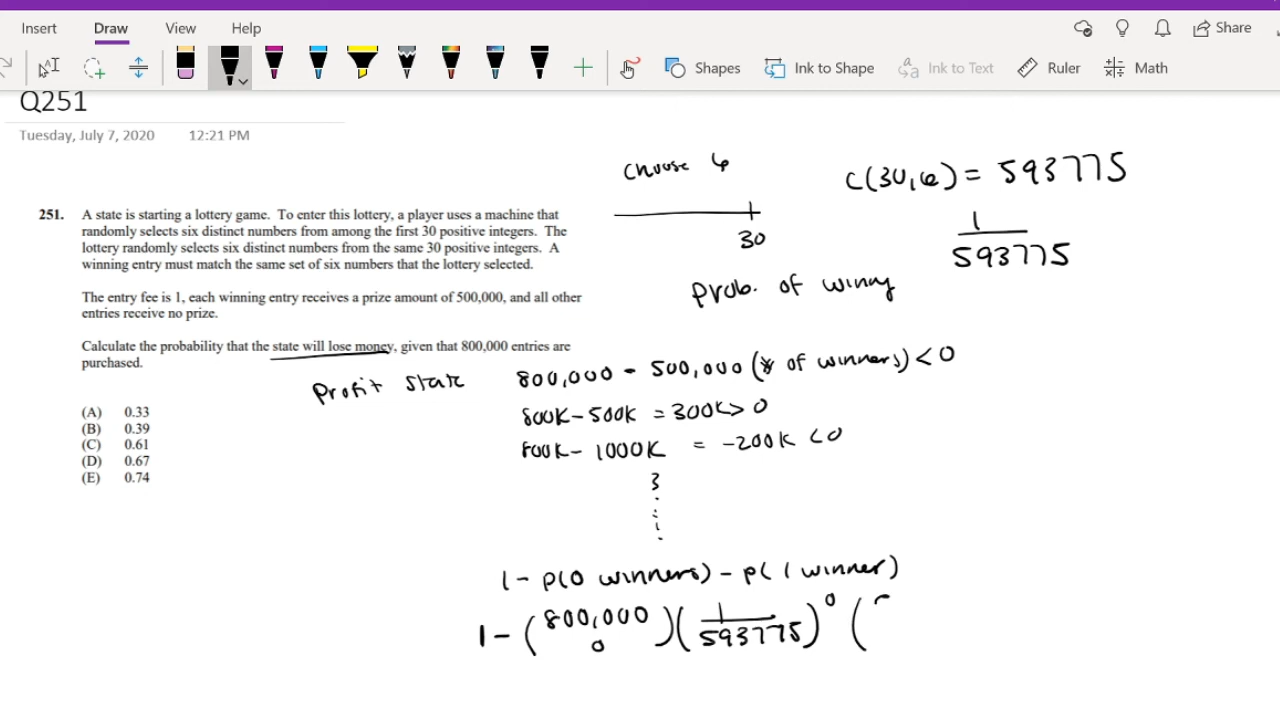 Insert Draw View Help Share
Shapes Ink to Shape Ink to Text Ruler Math
Q251
Tuesday, July 7, 2020 12:21 PM
251. A state is starting a lottery game. To enter this lottery, a player uses a machine that
randomly selects six distinct numbers from among the first 30 positive integers. The
lottery randomly selects six distinct numbers from the same 30 positive integers. A
winning entry must match the same set of six numbers that the lottery selected.
The entry fee is 1, each winning entry receives a prize amount of 500,000, and all other
entries receive no prize.
Calculate the probability that the state will lose money, given that 800,000 entries are
purchased.
(A) 0.33
(B) 0.39
(C) 0.61
(D) 0.67
(E) 0.74
choose 6
30
C(30,6) = 593775
1
593775
Prob. of winny
Profit state 800,000 - 500,000 (# of winners) < 0
800K - 500K = 300K > 0
800K - 1000K = -200K < 0
3
1 - P(0 winners) - P(1 winner)
1 - (800,000
0) (1
593775)^0 (